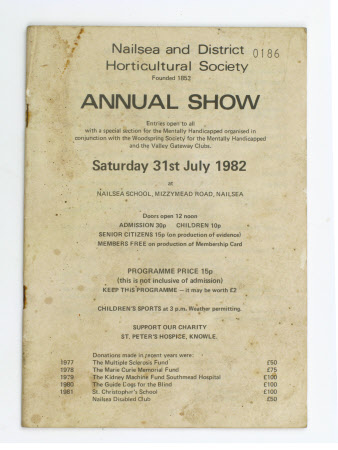 Nailsea and District 0186
Horticultural Society
Founded 1852
ANNUAL SHOW
Entries open to all
with a special section for the Mentally Handicapped organised in
conjunction with the Woodspring Society for the Mentally Handicapped
and the Valley Gateway Clubs.
Saturday 31st July 1982
at
NAILSEA SCHOOL, MIZZYMEAD ROAD, NAILSEA
Doors open 12 noon
ADMISSION 30p CHILDREN 10p
SENIOR CITIZENS 15p (on production of evidence)
MEMBERS FREE on production of Membership Card
PROGRAMME PRICE 15p
(this is not inclusive of admission)
KEEP THIS PROGRAMME — it may be worth £2
CHILDREN'S SPORTS at 3 p.m. Weather permitting.
SUPPORT OUR CHARITY
ST. PETER'S HOSPICE, KNOWLE.
Donations made in recent years were:
1977 The Multiple Sclerosis Fund £50
1978 The Marie Curie Memorial Fund £75
1979 The Kidney Machine Fund Southmead Hospital £100
1980 The Guide Dogs for the Blind £100
1981 St. Christopher's School £100
Nailsea Disabled Club £50